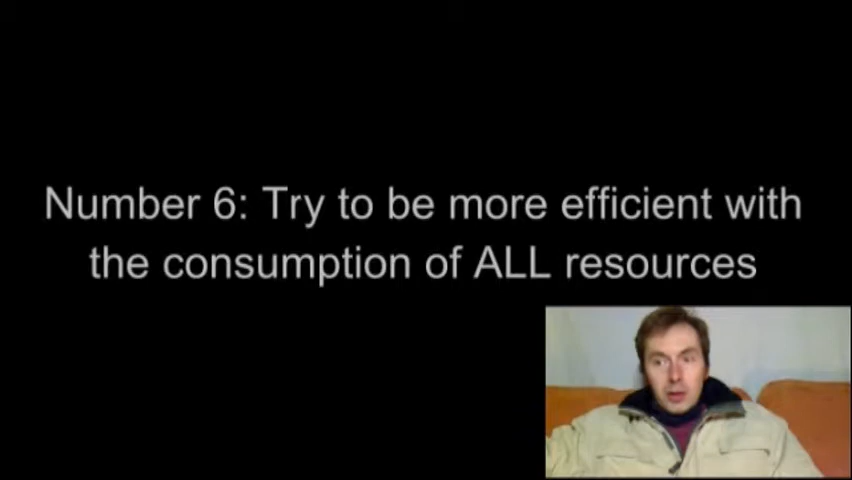 Number 6: Try to be more efficient with
the consumption of ALL resources